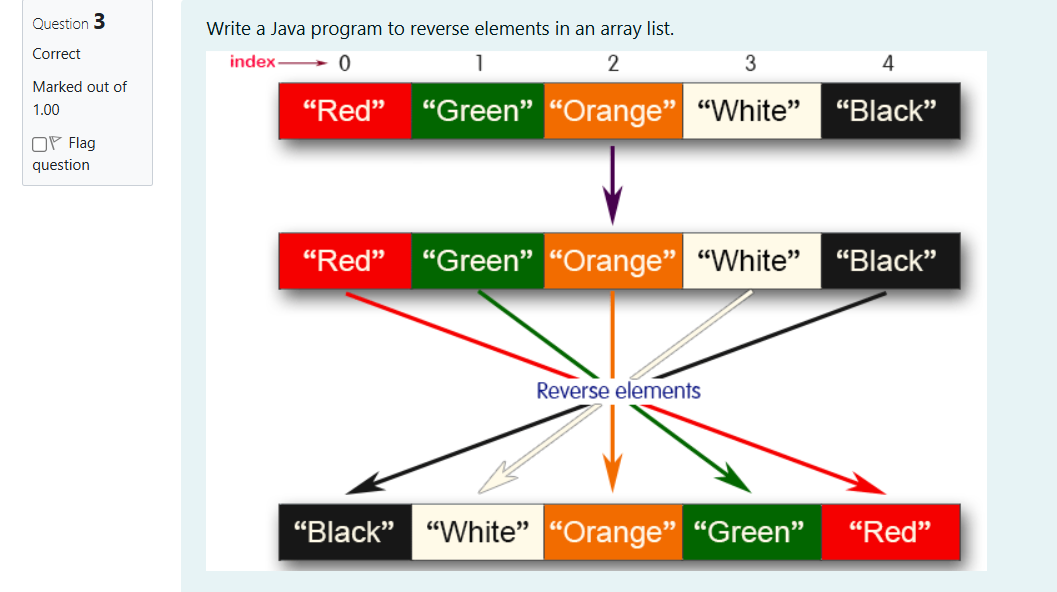 Question 3
Correct
Marked out of
1.00
Flag
question
Write a Java program to reverse elements in an array list.
index 0 1 2 3 4
“Red” “Green” “Orange” “White” “Black”
“Red” “Green” “Orange” “White” “Black”
Reverse elements
“Black” “White” “Orange” “Green” “Red”